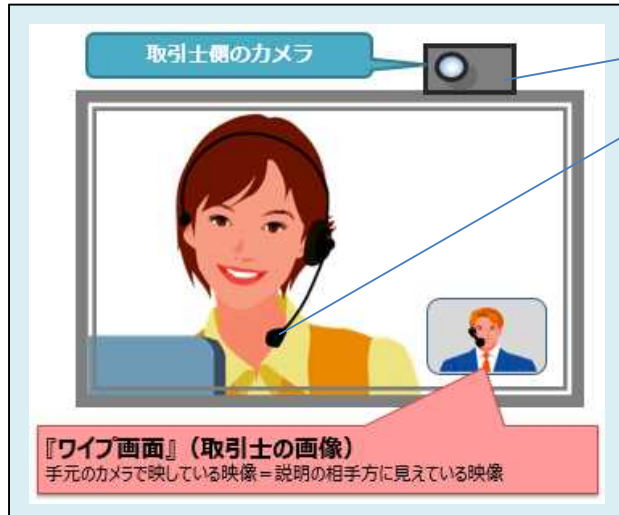 取引士側のカメラ
『ワイプ画面』（取引士の画像）
手元のカメラで映している映像＝説明の相手方に見えている映像